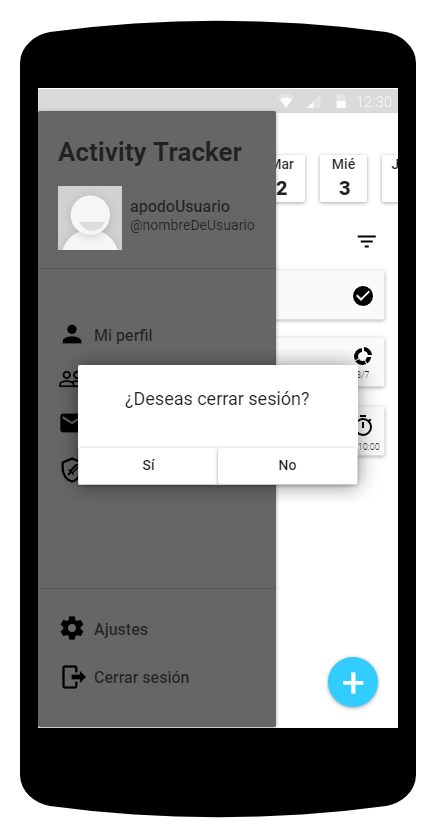 12:30
Activity Tracker
Mar
Mié
2
3
apodoUsuario
@nombreDeUsuario
Mi perfil
3/7
¿Deseas cerrar sesión?
10:00
Sí
No
Ajustes
Cerrar sesión